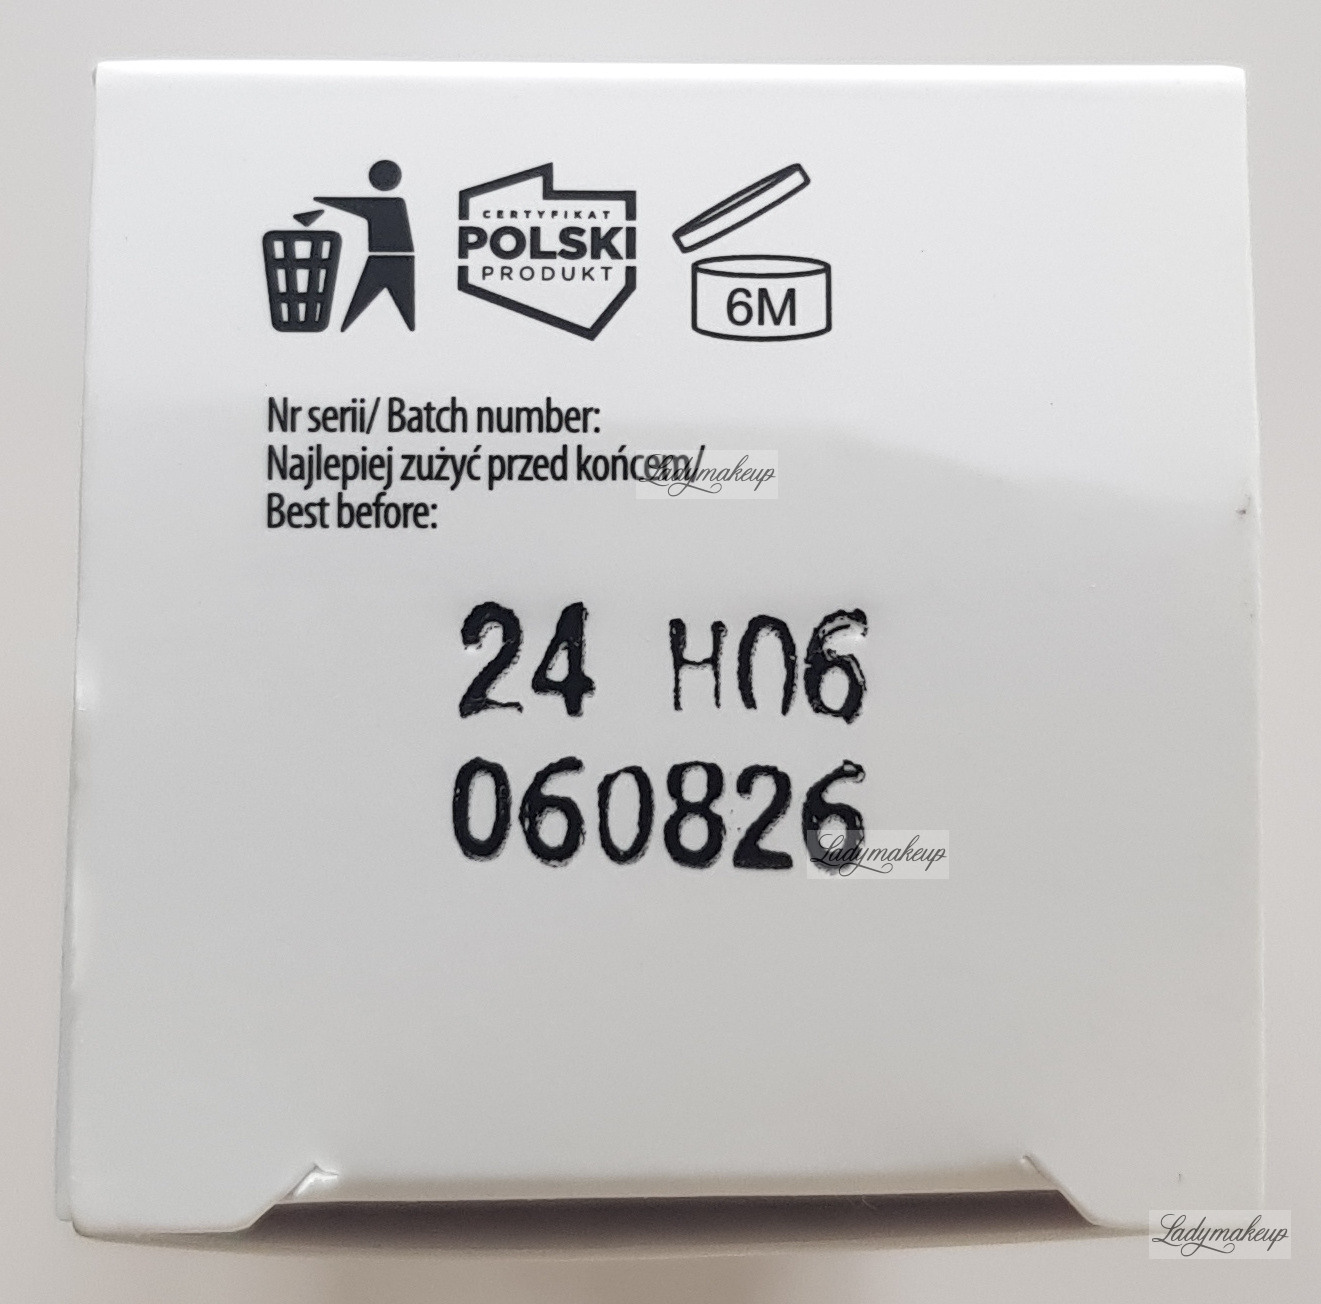 CERTYFIKAT
POLSKI
PRODUKT
6M
Nr serii/ Batch number:
Najlepiej zużyć przed końcem/
Best before:
24 H06
060826
Ladymakeup
Ladymakeup
Ladymakeup